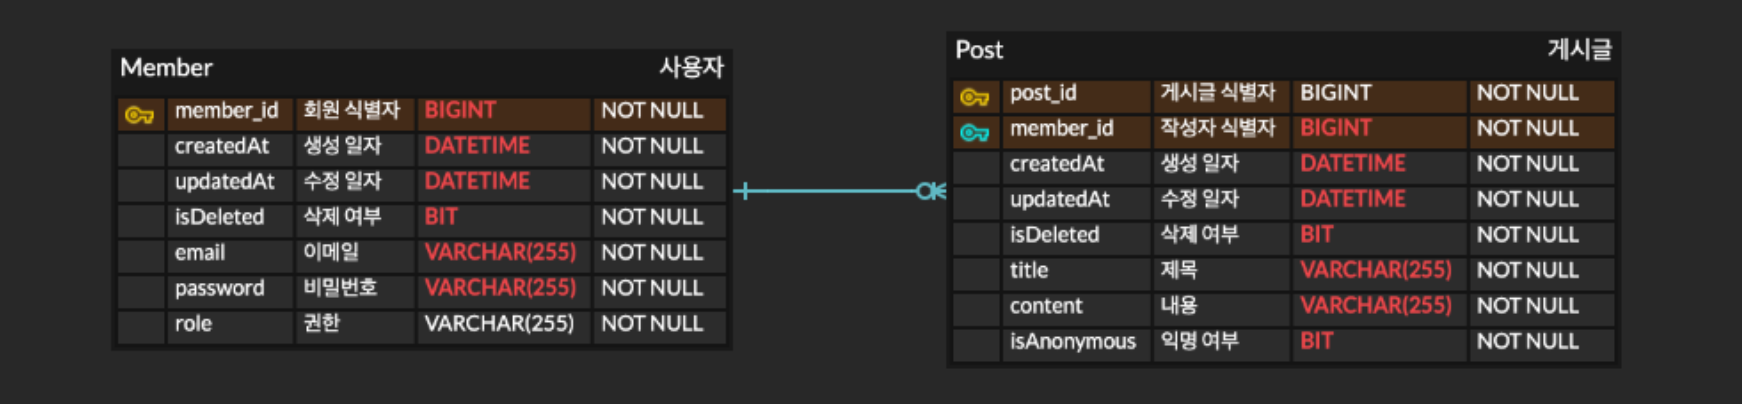 Member 사용자
member_id 회원 식별자 BIGINT NOT NULL
createdAt 생성 일자 DATETIME NOT NULL
updatedAt 수정 일자 DATETIME NOT NULL
isDeleted 삭제 여부 BIT NOT NULL
email 이메일 VARCHAR(255) NOT NULL
password 비밀번호 VARCHAR(255) NOT NULL
role 권한 VARCHAR(255) NOT NULL
Post 게시글
post_id 게시글 식별자 BIGINT NOT NULL
member_id 작성자 식별자 BIGINT NOT NULL
createdAt 생성 일자 DATETIME NOT NULL
updatedAt 수정 일자 DATETIME NOT NULL
isDeleted 삭제 여부 BIT NOT NULL
title 제목 VARCHAR(255) NOT NULL
content 내용 VARCHAR(255) NOT NULL
isAnonymous 익명 여부 BIT NOT NULL